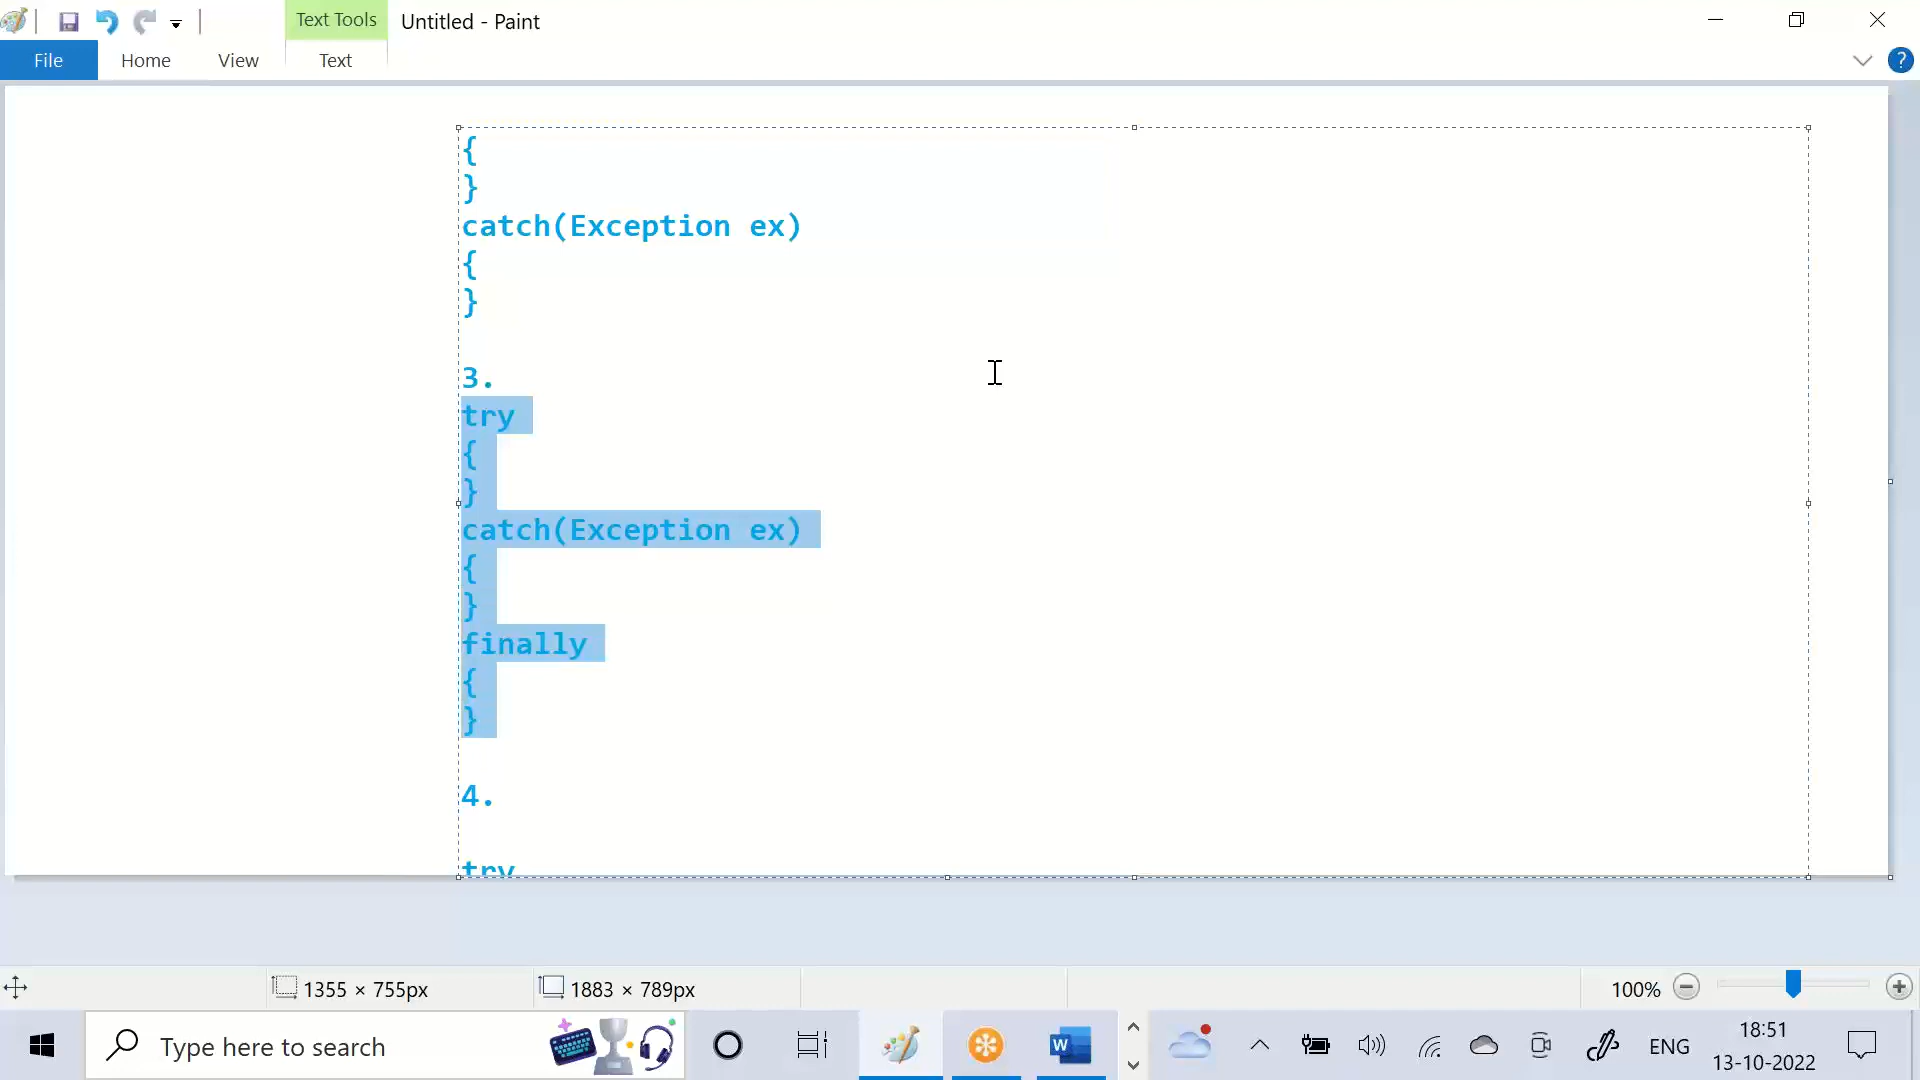 Text Tools
Untitled - Paint
File
Home
View
Text
?
{
}
catch(Exception ex)
{
}
3.
try
{
}
catch(Exception ex)
{
}
finally
{
}
4.
try
1355 × 755px
1883 × 789px
100%
Type here to search
W
ENG
18:51
13-10-2022